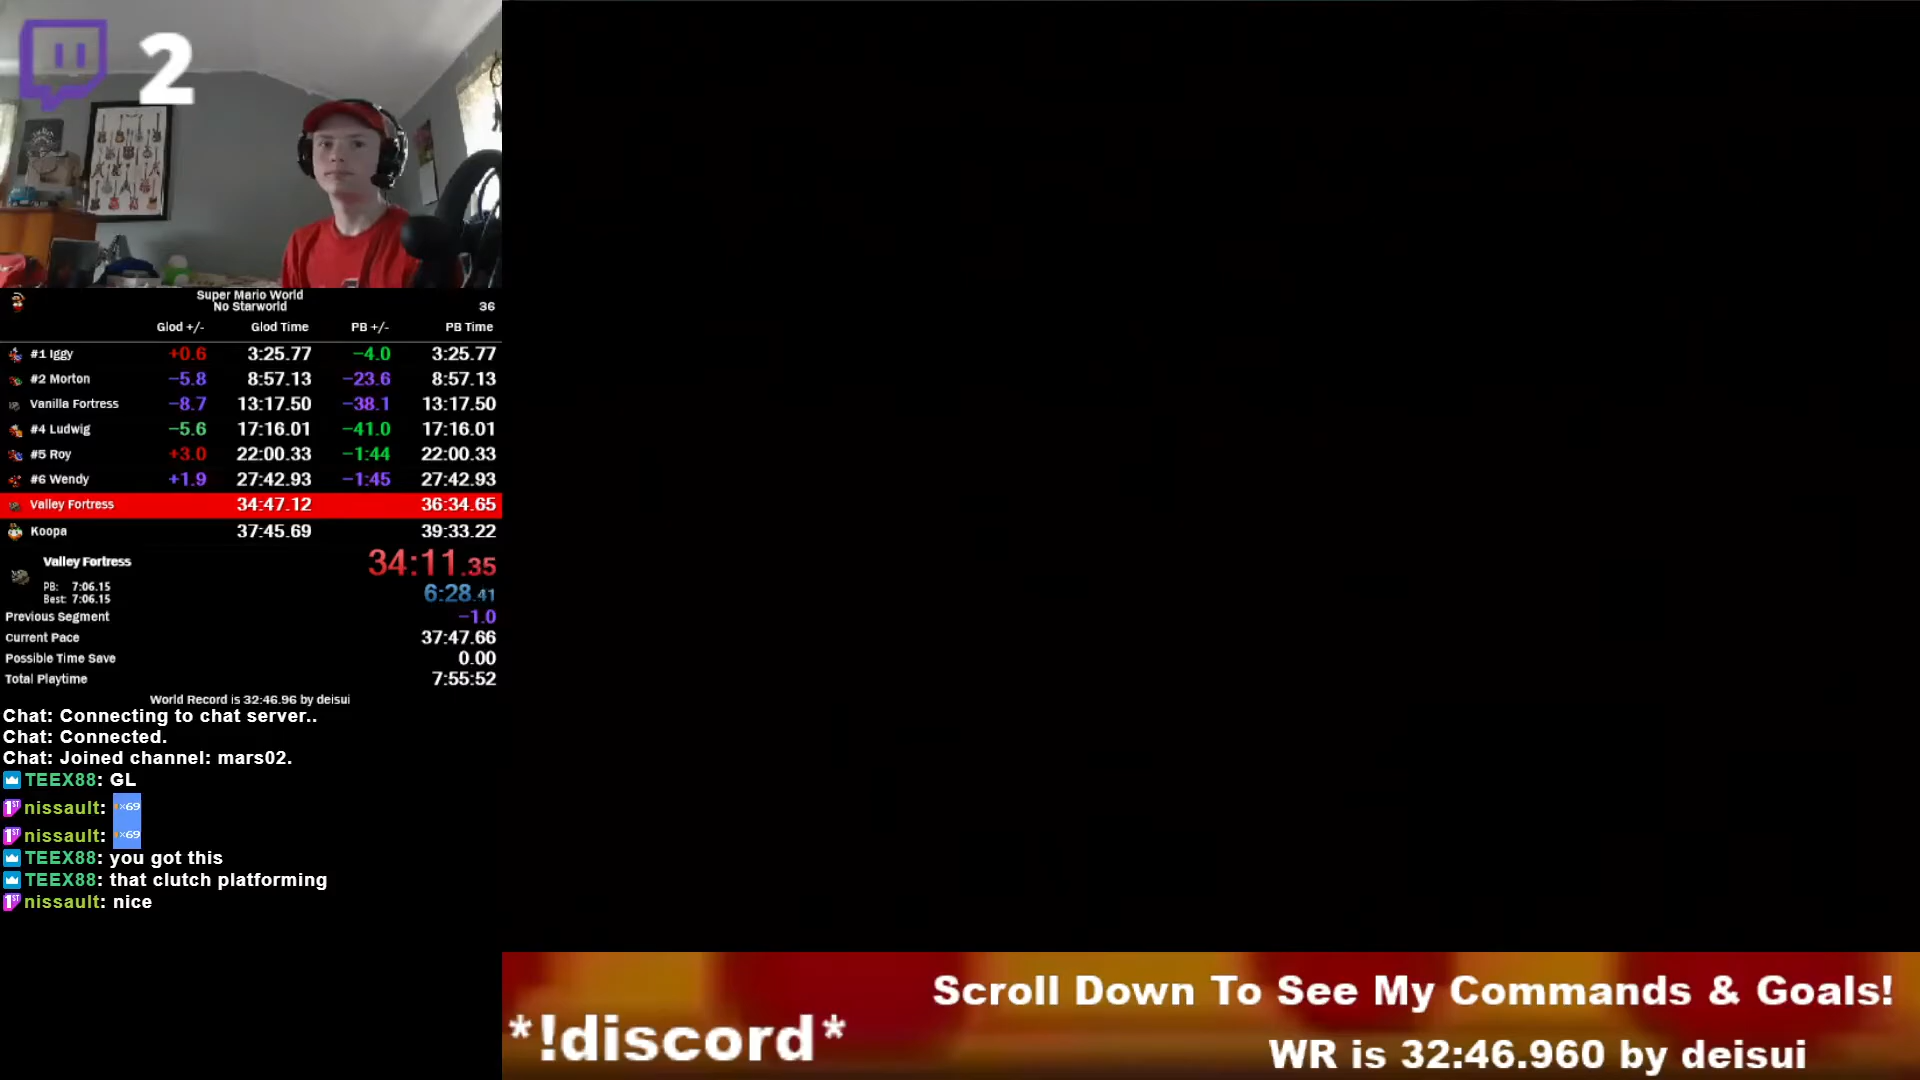 2
Super Mario World
No Starworld
36
Glod +/- Glod Time PB +/- PB Time
#1 Iggy +0.6 3:25.77 −4.0 3:25.77
#2 Morton −5.8 8:57.13 −23.6 8:57.13
Vanilla Fortress −8.7 13:17.50 −38.1 13:17.50
#4 Ludwig −5.6 17:16.01 −41.0 17:16.01
#5 Roy +3.0 22:00.33 −1:44 22:00.33
#6 Wendy +1.9 27:42.93 −1:45 27:42.93
Valley Fortress 34:47.12 36:34.65
Koopa 37:45.69 39:33.22
Valley Fortress 34:11.35
PB: 7:06.15 6:28.41
Best: 7:06.15
Previous Segment −1.0
Current Pace 37:47.66
Possible Time Save 0.00
Total Playtime 7:55:52
World Record is 32:46.96 by deisui
Chat: Connecting to chat server..
Chat: Connected.
Chat: Joined channel: mars02.
TEEX88: GL
1ST nissault: ×69
1ST nissault: ×69
TEEX88: you got this
TEEX88: that clutch platforming
1ST nissault: nice
Scroll Down To See My Commands & Goals!
*!discord*
WR is 32:46.960 by deisui